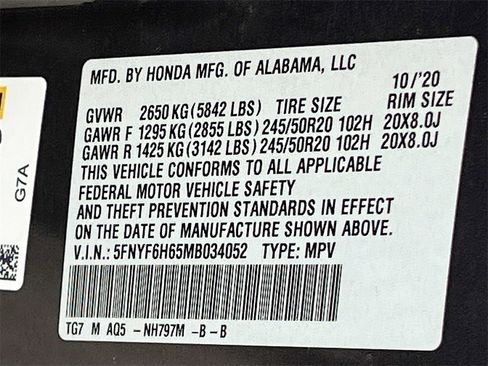 MFD. BY HONDA MFG. OF ALABAMA, LLC
10/'20
GVWR 2650 KG (5842 LBS) TIRE SIZE RIM SIZE
GAWR F 1295 KG (2855 LBS) 245/50R20 102H 20X8.0J
GAWR R 1425 KG (3142 LBS) 245/50R20 102H 20X8.0J
THIS VEHICLE CONFORMS TO ALL APPLICABLE
FEDERAL MOTOR VEHICLE SAFETY
AND THEFT PREVENTION STANDARDS IN EFFECT
ON THE DATE OF MANUFACTURE SHOWN ABOVE.
V.I.N.: 5FNYF6H65MB034052 TYPE: MPV
TG7 M AQ5 -NH797M -B-B
G7A